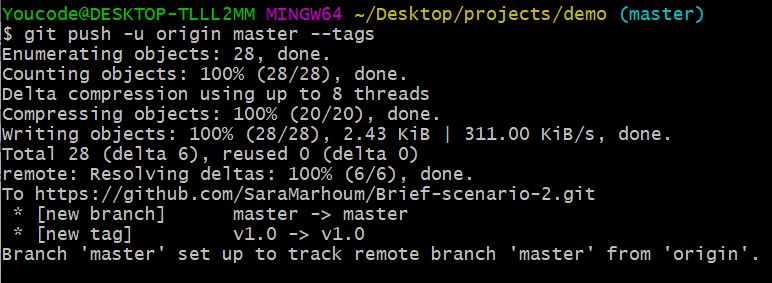 Youcode@DESKTOP-TLLL2MM MINGW64 ~/Desktop/projects/demo (master)
$ git push -u origin master --tags
Enumerating objects: 28, done.
Counting objects: 100% (28/28), done.
Delta compression using up to 8 threads
Compressing objects: 100% (20/20), done.
Writing objects: 100% (28/28), 2.43 KiB | 311.00 KiB/s, done.
Total 28 (delta 6), reused 0 (delta 0)
remote: Resolving deltas: 100% (6/6), done.
To https://github.com/SaraMarhoum/Brief-scenario-2.git
 * [new branch]      master -> master
 * [new tag]         v1.0 -> v1.0
Branch 'master' set up to track remote branch 'master' from 'origin'.